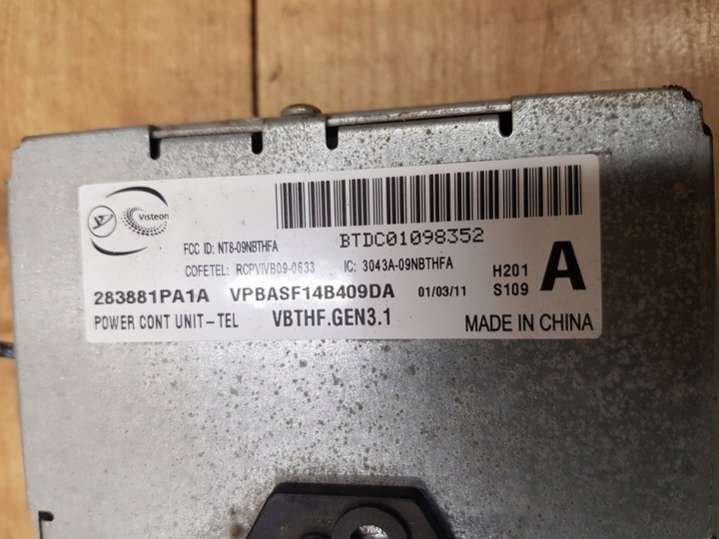 Visteon
BTDC01098352
FCC ID: NT8-09NBTHFA
COFETEL: RCPVIVB09-0633 IC: 3043A-09NBTHFA
H201 A
283881PA1A VPBASF14B409DA 01/03/11 S109
POWER CONT UNIT-TEL VBTHF.GEN3.1 MADE IN CHINA